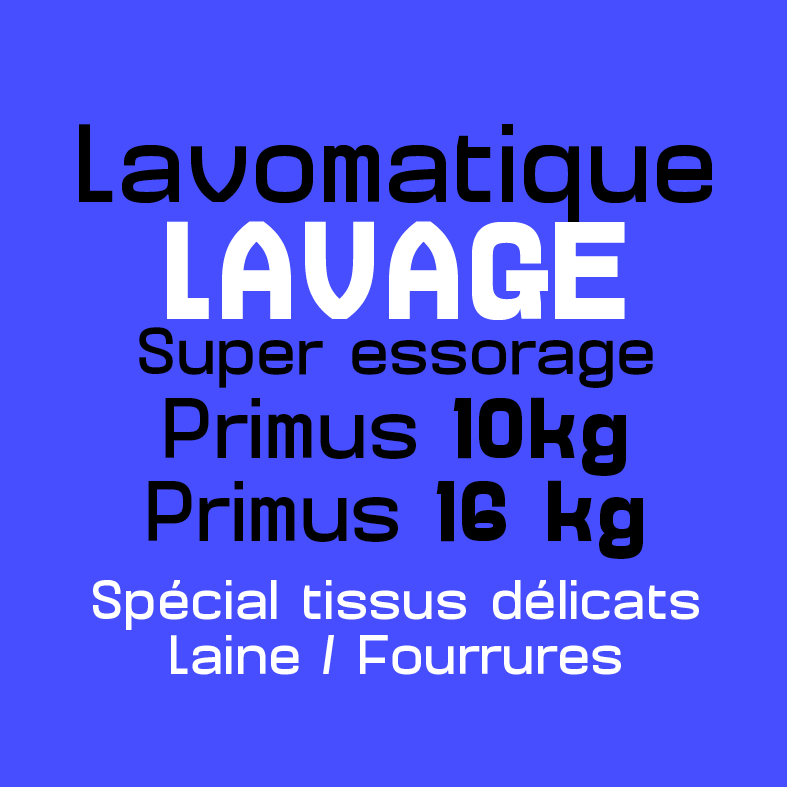 Lavomatique
LAVAGE
Super essorage
Primus 10kg
Primus 16 kg
Spécial tissus délicats
Laine / Fourrures